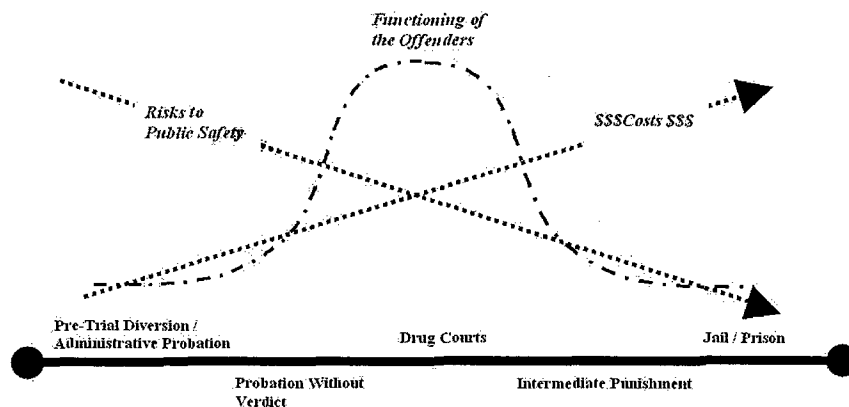 Functioning of
the Offenders
Risks to
Public Safety
$$$Costs $$$
Pre-Trial Diversion /
Administrative Probation
Drug Courts
Jail / Prison
Probation Without
Verdict
Intermediate Punishment